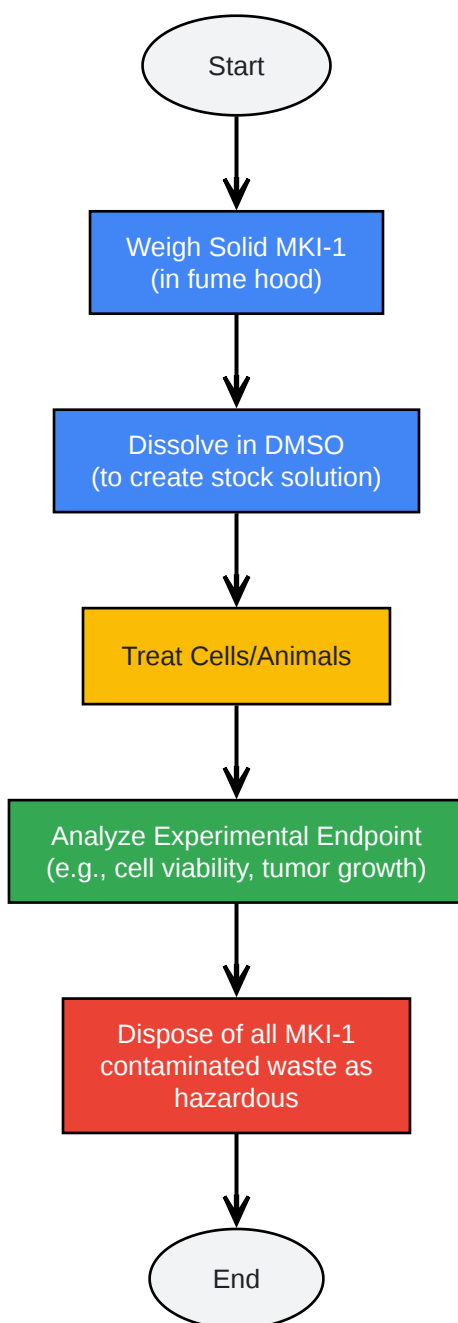 Start
Weigh Solid MKI-1
(in fume hood)
Dissolve in DMSO
(to create stock solution)
Treat Cells/Animals
Analyze Experimental Endpoint
(e.g., cell viability, tumor growth)
Dispose of all MKI-1
contaminated waste as
hazardous
End